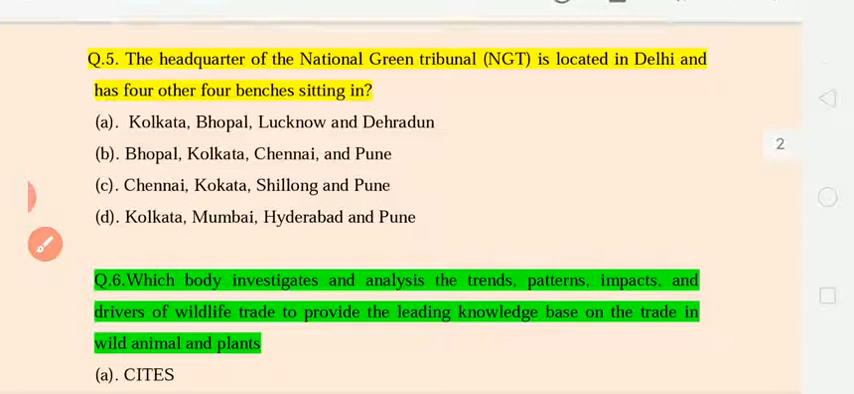 Q.5. The headquarter of the National Green tribunal (NGT) is located in Delhi and
has four other four benches sitting in?
(a). Kolkata, Bhopal, Lucknow and Dehradun
(b). Bhopal, Kolkata, Chennai, and Pune
2
(c). Chennai, Kokata, Shillong and Pune
(d). Kolkata, Mumbai, Hyderabad and Pune
Q.6.Which body investigates and analysis the trends, patterns, impacts, and
drivers of wildlife trade to provide the leading knowledge base on the trade in
wild animal and plants
(a). CITES